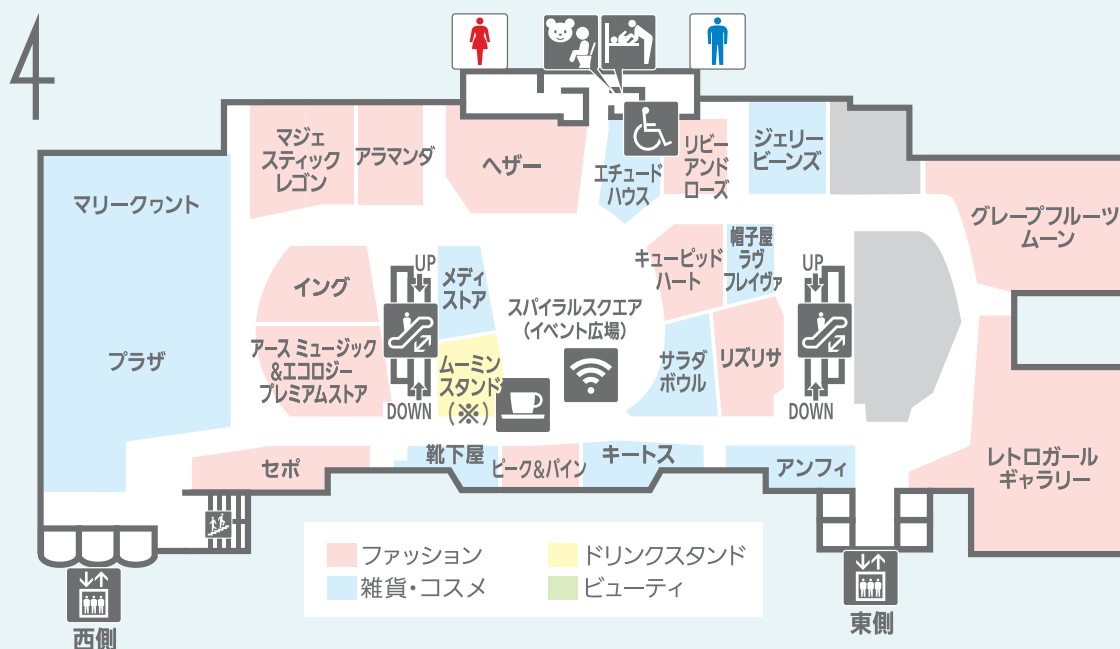 4
マジェ
スティック
レゴン
アラマンダ
ヘザー
エチュード
ハウス
リビー
アンド
ローズ
ジェリー
ビーンズ
マリークヮント
グレープフルーツ
ムーン
キューピッド
ハート
帽子屋
ラヴ
フレイヴァ
イング
UP
メディ
ストア
UP
スパイラルスクエア
(イベント広場)
プラザ
アース ミュージック
&エコロジー
プレミアムストア
ムーミン
スタンド
(※)
サラダ
ボウル
リズリサ
DOWN
DOWN
セポ
靴下屋
ピーク&パイン
キートス
アンフィ
レトロガール
ギャラリー
ファッション
ドリンクスタンド
雑貨・コスメ
ビューティ
西側
東側